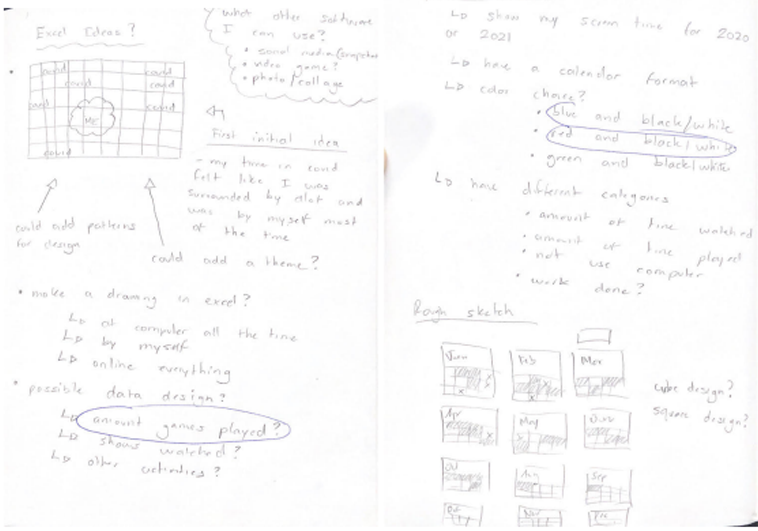 Excel Ideas?
covid
covid
covid
covid
covid
covid
ME
covid
could add patterns
for design
could add a theme?
what other software
I can use?
• social media (snapchat
• video game?
• photo/collage
First initial idea
- my time in covid
felt like I was
surrounded by alot and
was by myself most
of the time
• make a drawing in excel?
at computer all the time
by myself
online everything
• possible data design?
amount games played?
shows watched?
other activities?
show my screen time for 2020
or 2021
have a calendar format
color choice?
• blue and black/white
• red and black/white
• green and black/white
have different categories
• amount of time watched
• amount of time played
• not use computer
• work done?
Rough sketch
Feb
Mar
Apr
May
June
Aug
Sep
Nov
cube design?
square design?